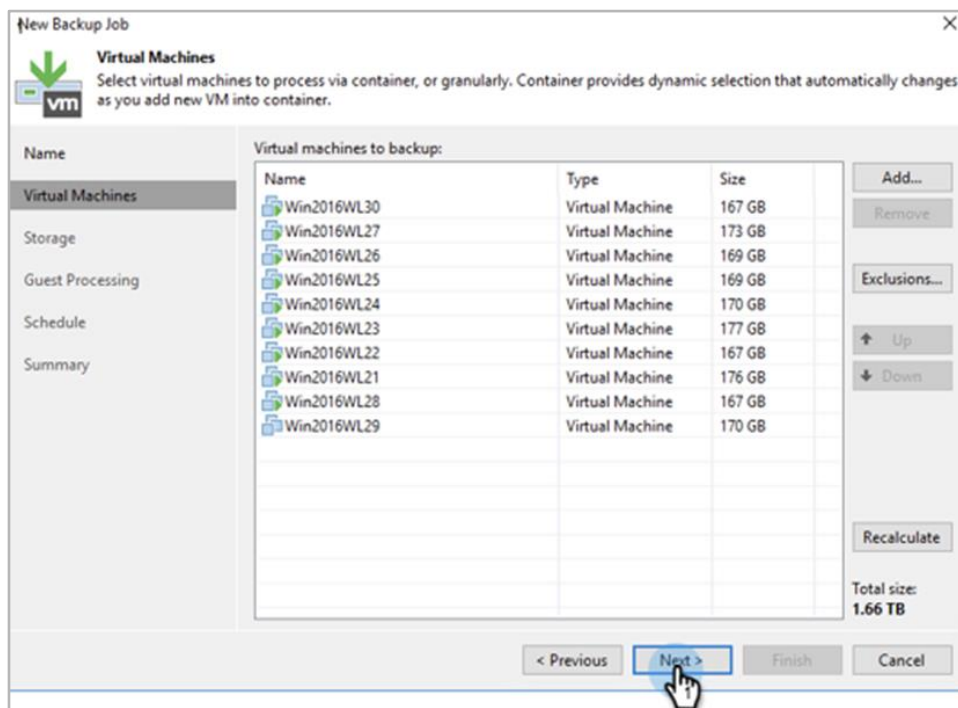 New Backup Job
Virtual Machines
Select virtual machines to process via container, or granularly. Container provides dynamic selection that automatically changes
as you add new VM into container.
vm
Name
Virtual Machines
Storage
Guest Processing
Schedule
Summary
Virtual machines to backup:
Name Type Size
Win2016WL30 Virtual Machine 167 GB
Win2016WL27 Virtual Machine 173 GB
Win2016WL26 Virtual Machine 169 GB
Win2016WL25 Virtual Machine 169 GB
Win2016WL24 Virtual Machine 170 GB
Win2016WL23 Virtual Machine 177 GB
Win2016WL22 Virtual Machine 167 GB
Win2016WL21 Virtual Machine 176 GB
Win2016WL28 Virtual Machine 167 GB
Win2016WL29 Virtual Machine 170 GB
Add...
Remove
Exclusions...
Up
Down
Recalculate
Total size:
1.66 TB
< Previous Next > Finish Cancel
1